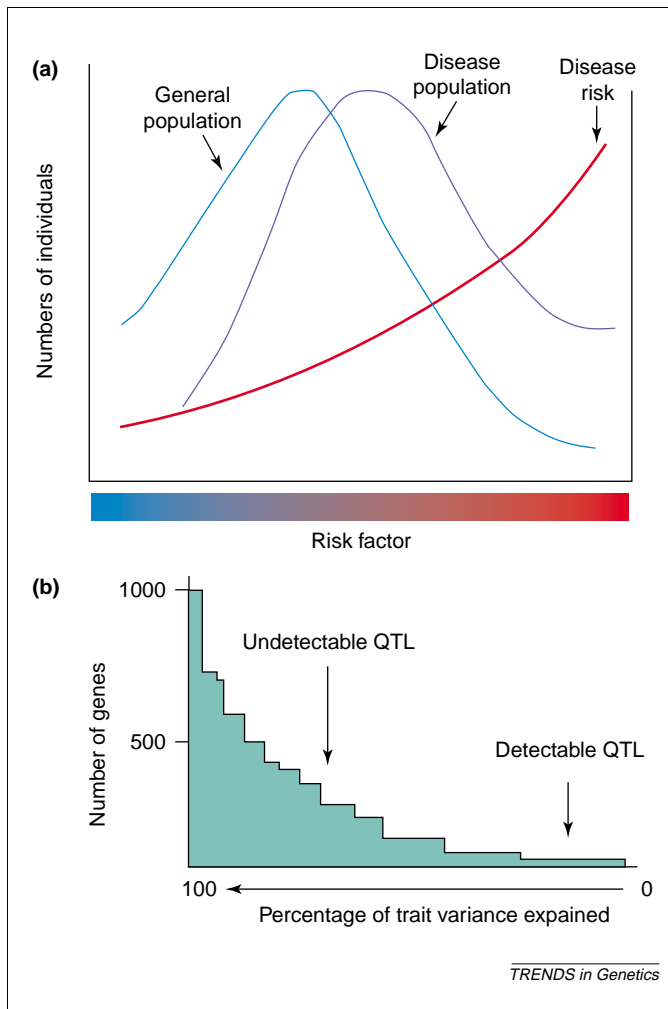 (a)
General
population
Disease
population
Disease
risk
Numbers of individuals
Risk factor
(b)
1000
500
Number of genes
Undetectable QTL
Detectable QTL
100
0
Percentage of trait variance expained
TRENDS in Genetics